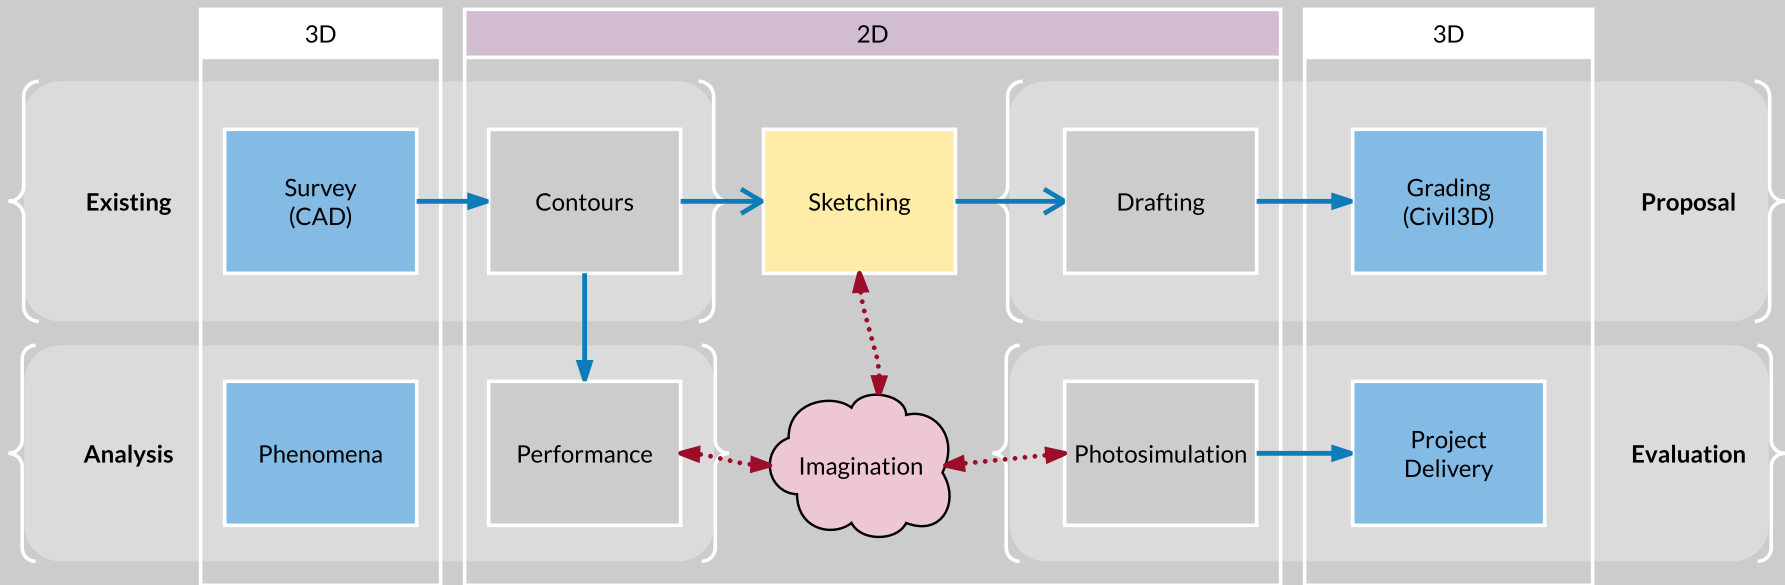 3D
2D
3D
Existing
Survey
(CAD)
Contours
Sketching
Drafting
Grading
(Civil3D)
Proposal
Analysis
Phenomena
Performance
Imagination
Photosimulation
Project
Delivery
Evaluation